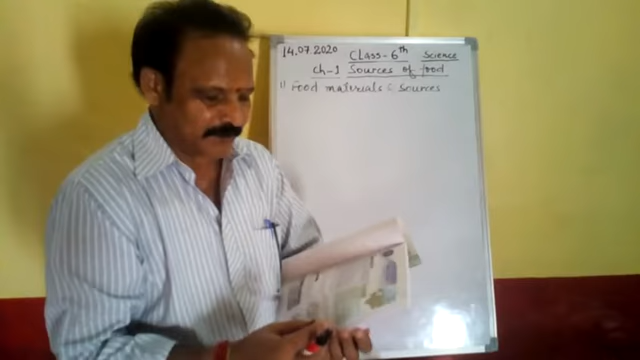 14.07.2020 Class-6th Science
Ch-1 Sources of food
1) Food materials & Sources